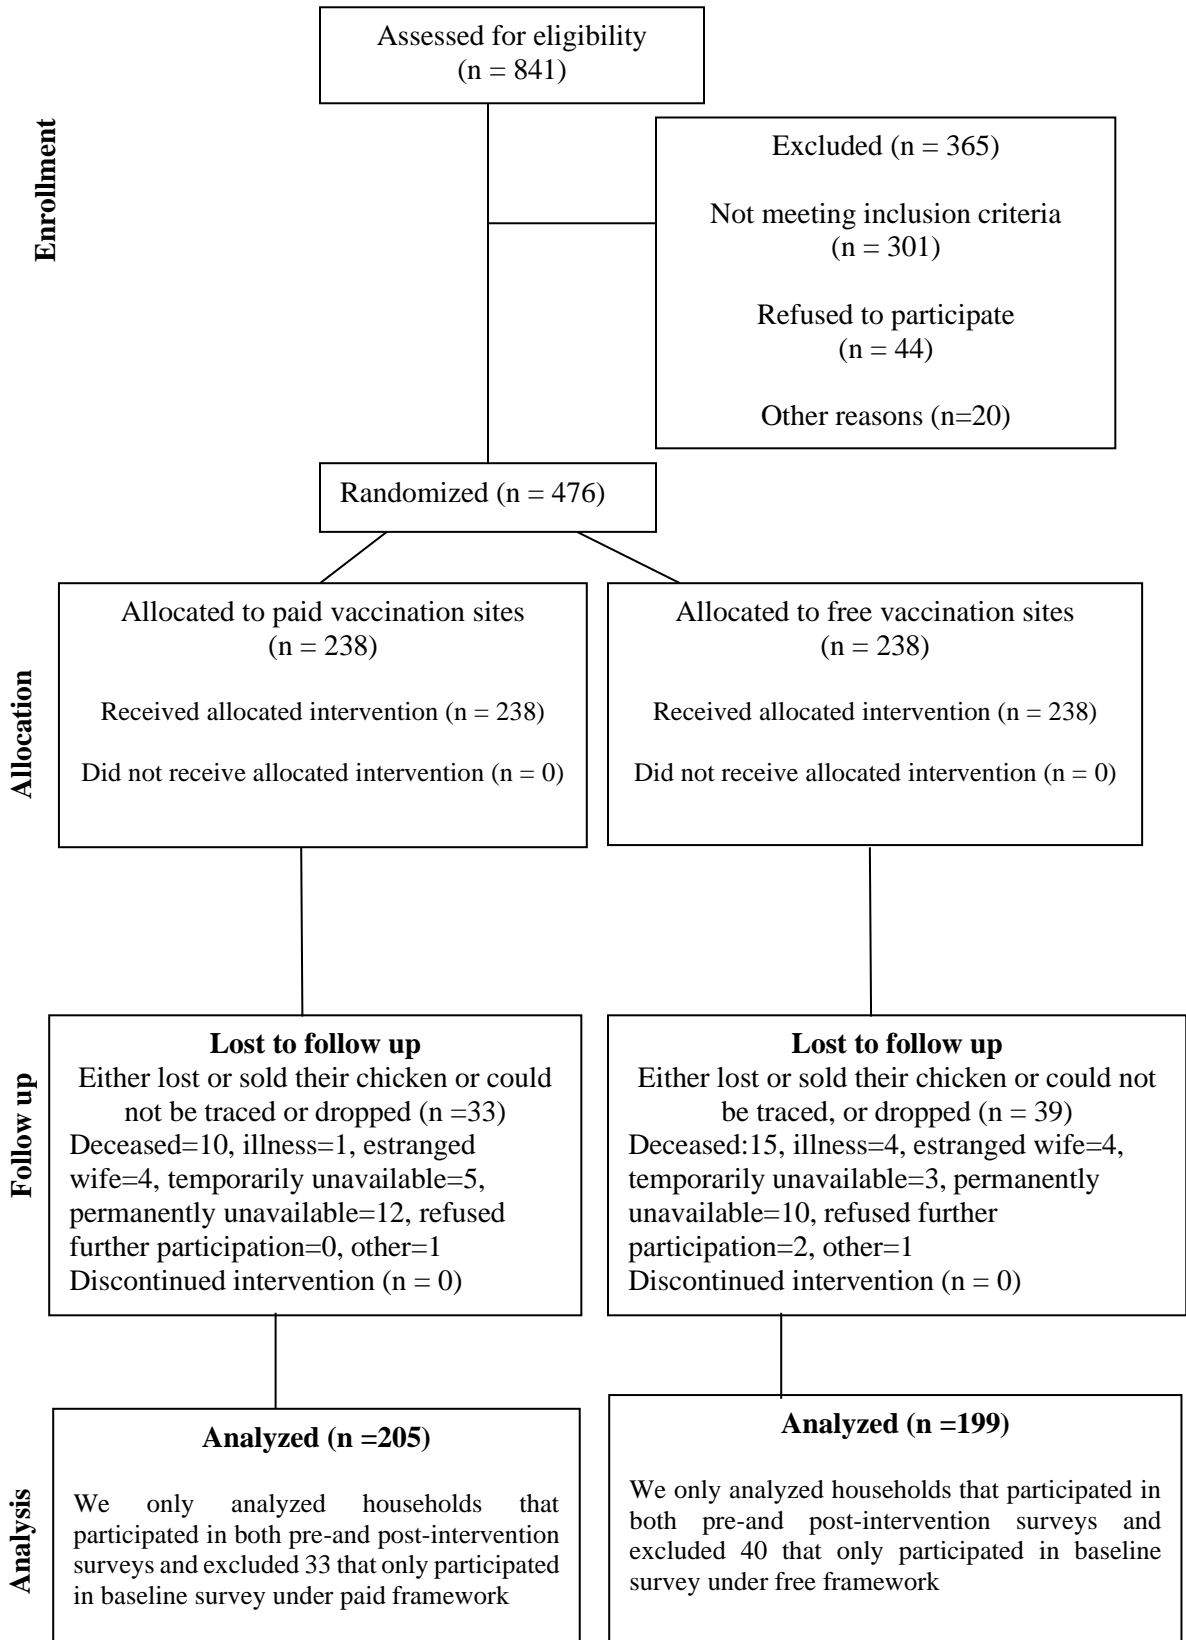 Enrollment
Assessed for eligibility
(n = 841)
Excluded (n = 365)
Not meeting inclusion criteria
(n = 301)
Refused to participate
(n = 44)
Other reasons (n=20)
Randomized (n = 476)
Allocation
Allocated to paid vaccination sites
(n = 238)
Received allocated intervention (n = 238)
Did not receive allocated intervention (n = 0)
Allocated to free vaccination sites
(n = 238)
Received allocated intervention (n = 238)
Did not receive allocated intervention (n = 0)
Follow up
Lost to follow up
Either lost or sold their chicken or could
not be traced or dropped (n =33)
Deceased=10, illness=1, estranged
wife=4, temporarily unavailable=5,
permanently unavailable=12, refused
further participation=0, other=1
Discontinued intervention (n = 0)
Lost to follow up
Either lost or sold their chicken or could not
be traced, or dropped (n = 39)
Deceased:15, illness=4, estranged wife=4,
temporarily unavailable=3, permanently
unavailable=10, refused further
participation=2, other=1
Discontinued intervention (n = 0)
Analysis
Analyzed (n =205)
We only analyzed households that
participated in both pre-and post-intervention
surveys and excluded 33 that only participated
in baseline survey under paid framework
Analyzed (n =199)
We only analyzed households that participated in
both pre-and post-intervention surveys and
excluded 40 that only participated in baseline
survey under free framework